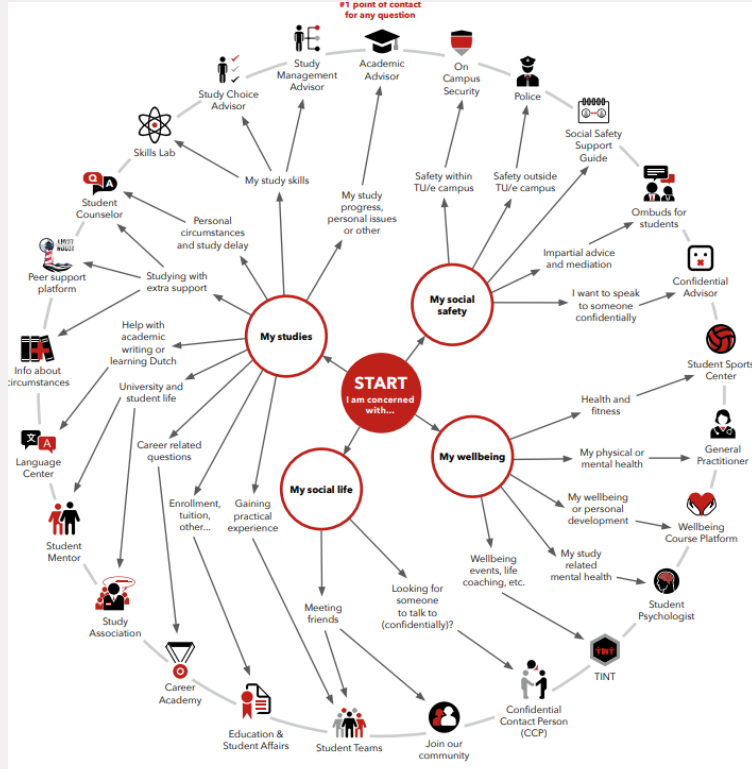 #1 point of contact
for any question
Study
Management
Advisor
Academic
Advisor
On
Campus
Security
Police
Study Choice
Advisor
Social Safety
Support
Guide
Skills Lab
My study skills
My study
progress,
personal issues
or other
Safety within
TU/e campus
Safety outside
TU/e campus
Ombuds for
students
Q
A
Student
Counselor
Personal
circumstances
and study delay
Impartial advice
and mediation
Confidential
Advisor
Peer support
platform
Studying with
extra support
My social
safety
I want to speak
to someone
confidentially
My studies
Help with
academic
writing or
learning Dutch
Info about
circumstances
START
I am concerned
with...
Student Sports
Center
University and
student life
Health and
fitness
文
A
Language
Center
Career related
questions
My wellbeing
My physical or
mental health
General
Practitioner
My social life
Enrollment,
tuition,
other...
Gaining
practical
experience
My wellbeing
or personal
development
Wellbeing
Course Platform
Student
Mentor
Wellbeing
events, life
coaching, etc.
My study
related
mental health
Student
Psychologist
Study
Association
Meeting
friends
Looking for
someone
to talk to
(confidentially)?
TINT
TINT
Career
Academy
Confidential
Contact Person
(CCP)
Education &
Student Affairs
Student Teams
Join our
community